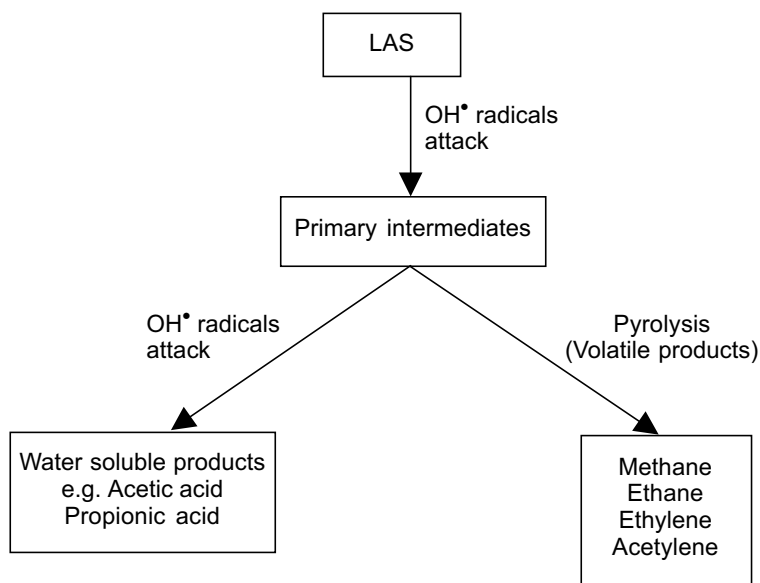 LAS
OH• radicals
attack
Primary intermediates
OH• radicals
attack
Pyrolysis
(Volatile products)
Water soluble products
e.g. Acetic acid
Propionic acid
Methane
Ethane
Ethylene
Acetylene